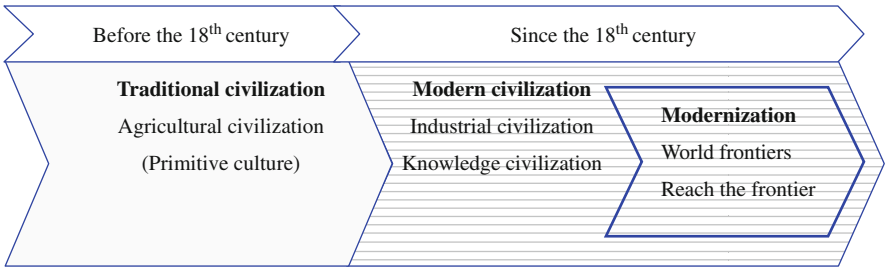 Before the 18th century
Since the 18th century
Traditional civilization
Agricultural civilization
(Primitive culture)
Modern civilization
Industrial civilization
Knowledge civilization
Modernization
World frontiers
Reach the frontier